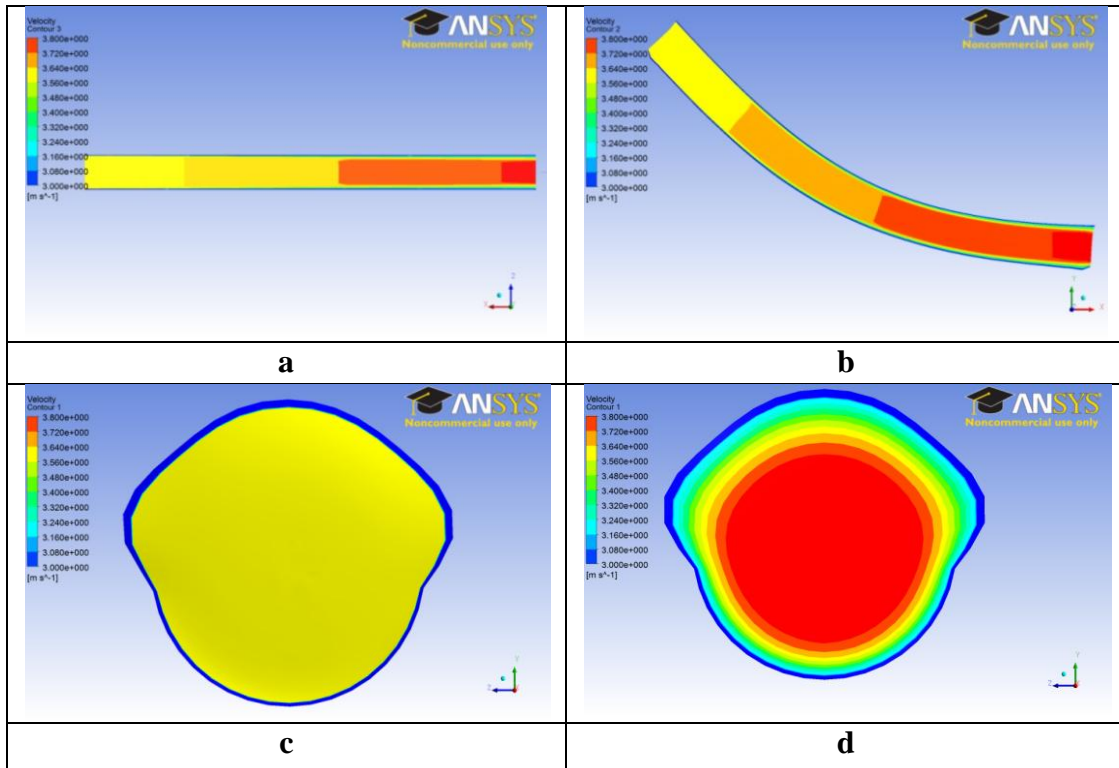 Velocity
Contour 3
3.800e+000
3.720e+000
3.640e+000
3.560e+000
3.480e+000
3.400e+000
3.320e+000
3.240e+000
3.160e+000
3.080e+000
3.000e+000
[m s^-1]
ANSYS
Noncommercial use only
Z
X
a
Velocity
Contour 2
3.800e+000
3.720e+000
3.640e+000
3.560e+000
3.480e+000
3.400e+000
3.320e+000
3.240e+000
3.160e+000
3.080e+000
3.000e+000
[m s^-1]
ANSYS
Noncommercial use only
Y
X
b
Velocity
Contour 1
3.800e+000
3.720e+000
3.640e+000
3.560e+000
3.480e+000
3.400e+000
3.320e+000
3.240e+000
3.160e+000
3.080e+000
3.000e+000
[m s^-1]
ANSYS
Noncommercial use only
Y
Z
c
Velocity
Contour 1
3.800e+000
3.720e+000
3.640e+000
3.560e+000
3.480e+000
3.400e+000
3.320e+000
3.240e+000
3.160e+000
3.080e+000
3.000e+000
[m s^-1]
ANSYS
Noncommercial use only
Y
Z
d